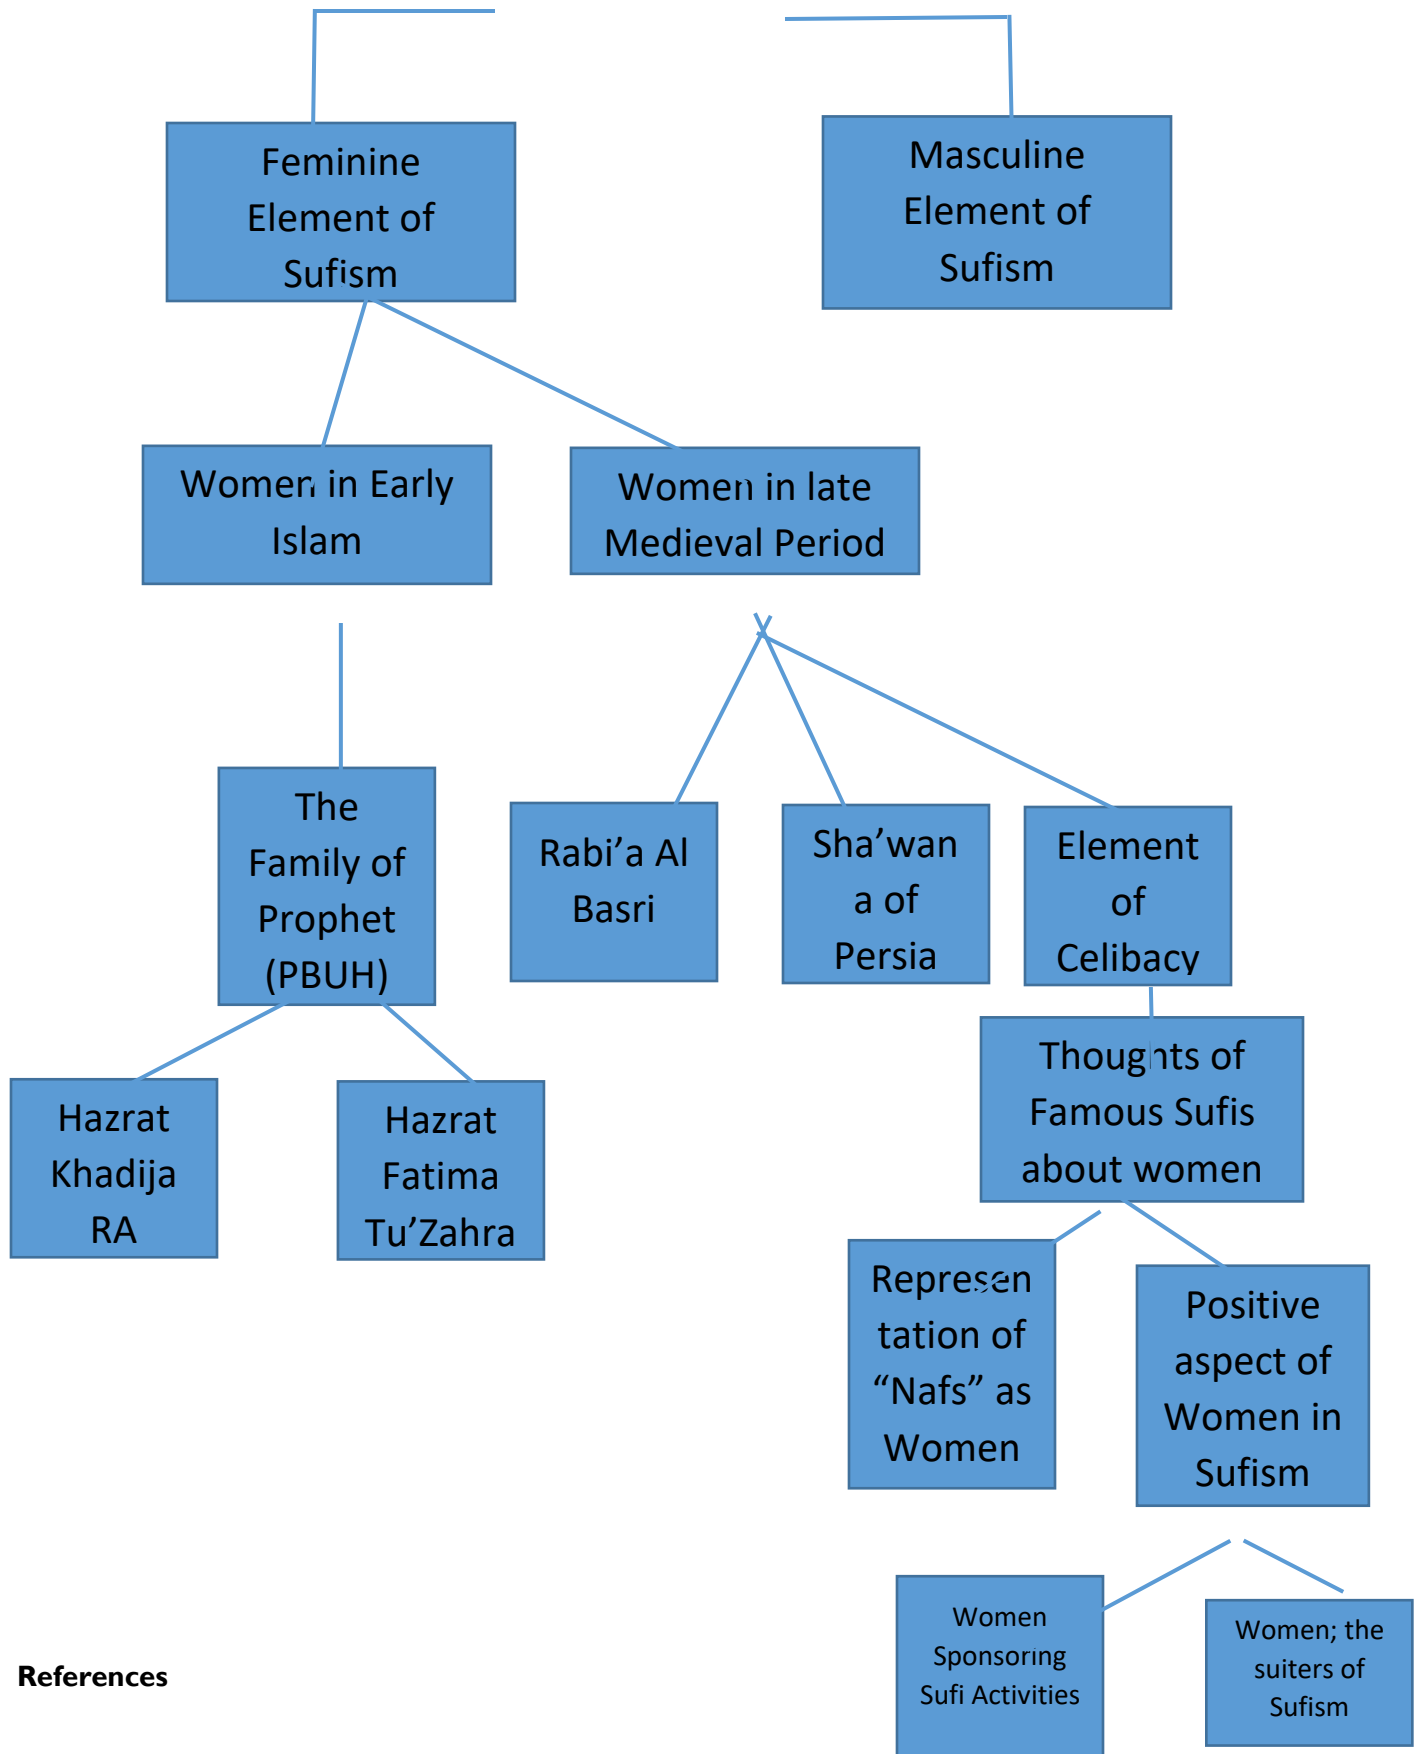 Feminine
Element of
Sufism
Masculine
Element of
Sufism
Women in Early
Islam
Women in late
Medieval Period
The
Family of
Prophet
(PBUH)
Rabi’a Al
Basri
Sha’wan
a of
Persia
Element
of
Celibacy
Hazrat
Khadija
RA
Hazrat
Fatima
Tu’Zahra
Thoughts of
Famous Sufis
about women
Represen
tation of
“Nafs” as
Women
Positive
aspect of
Women in
Sufism
Women
Sponsoring
Sufi Activities
Women; the
suiters of
Sufism
References